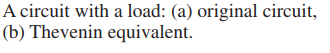 A circuit with a load: (a) original circuit,
(b) Thevenin equivalent.